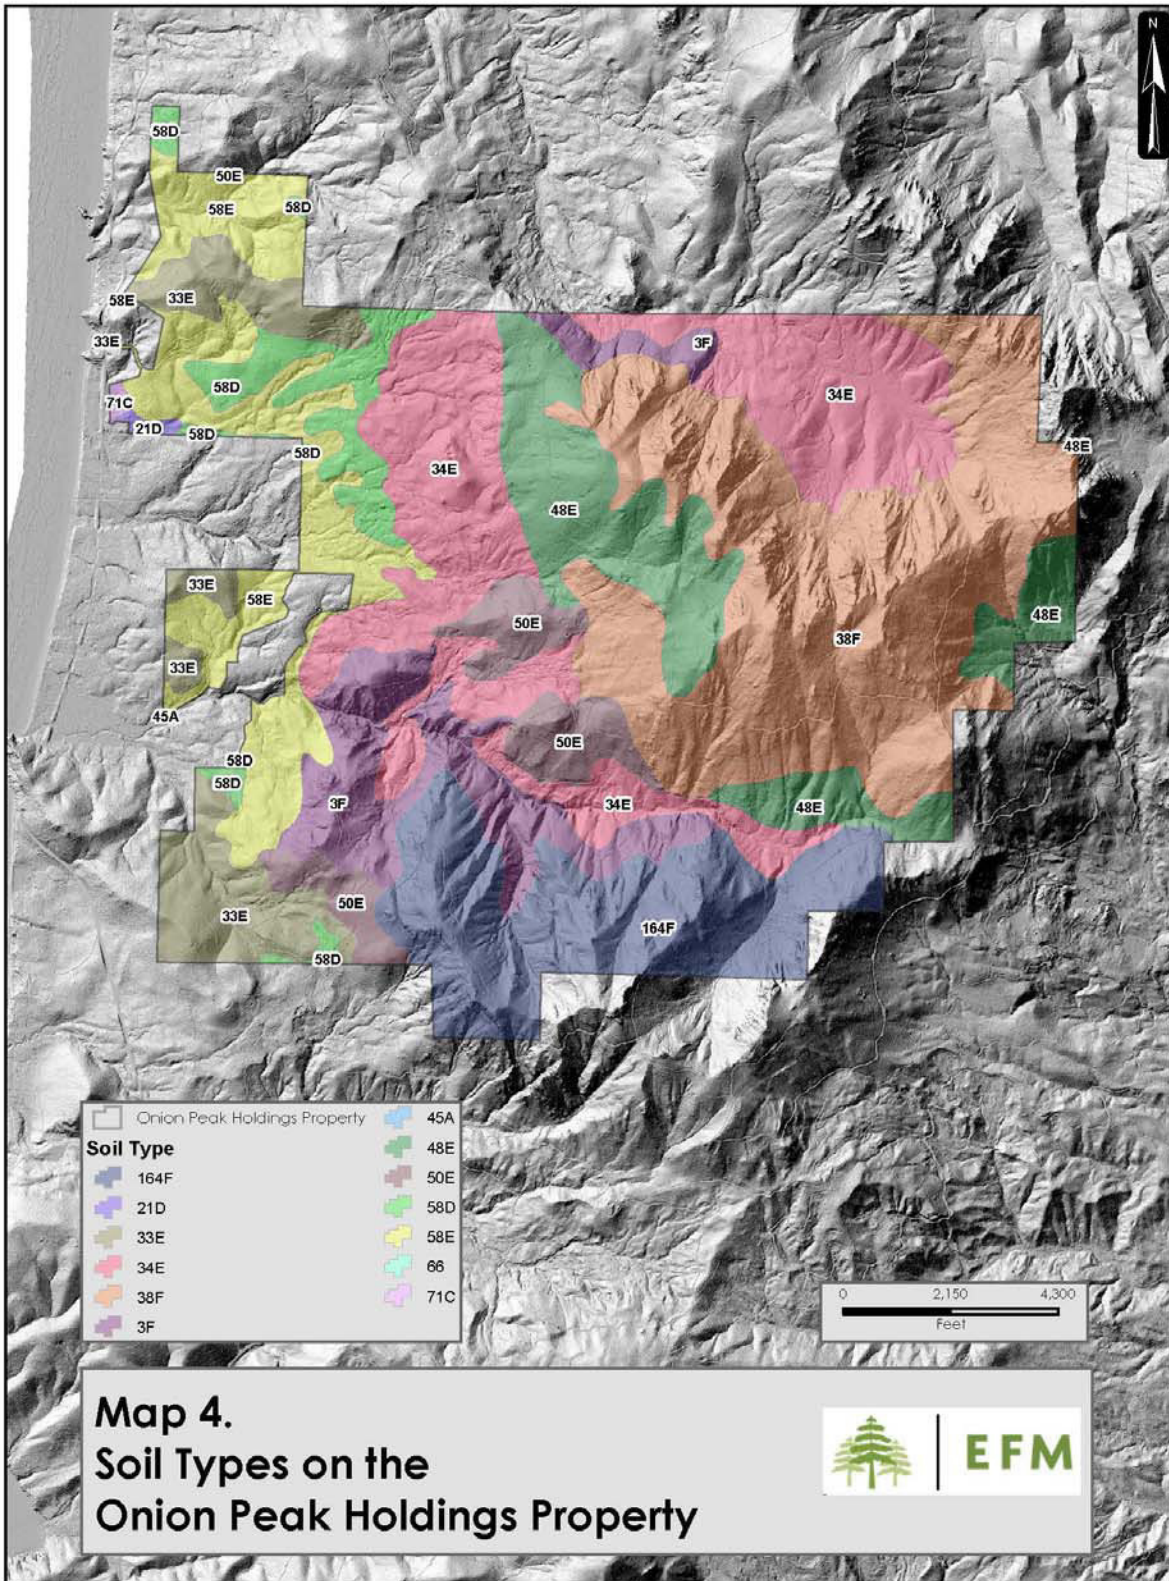 N
58D
50E
58E
58D
58E
33E
33E
3F
58D
34E
71C
21D
58D
58D
48E
34E
48E
33E
58E
48E
50E
38F
33E
45A
50E
58D
58D
3F
34E
48E
50E
33E
164F
58D
Onion Peak Holdings Property
Soil Type
164F
21D
33E
34E
38F
3F
45A
48E
50E
58D
58E
66
71C
0 2,150 4,300
Feet
Map 4.
Soil Types on the
Onion Peak Holdings Property
EFM